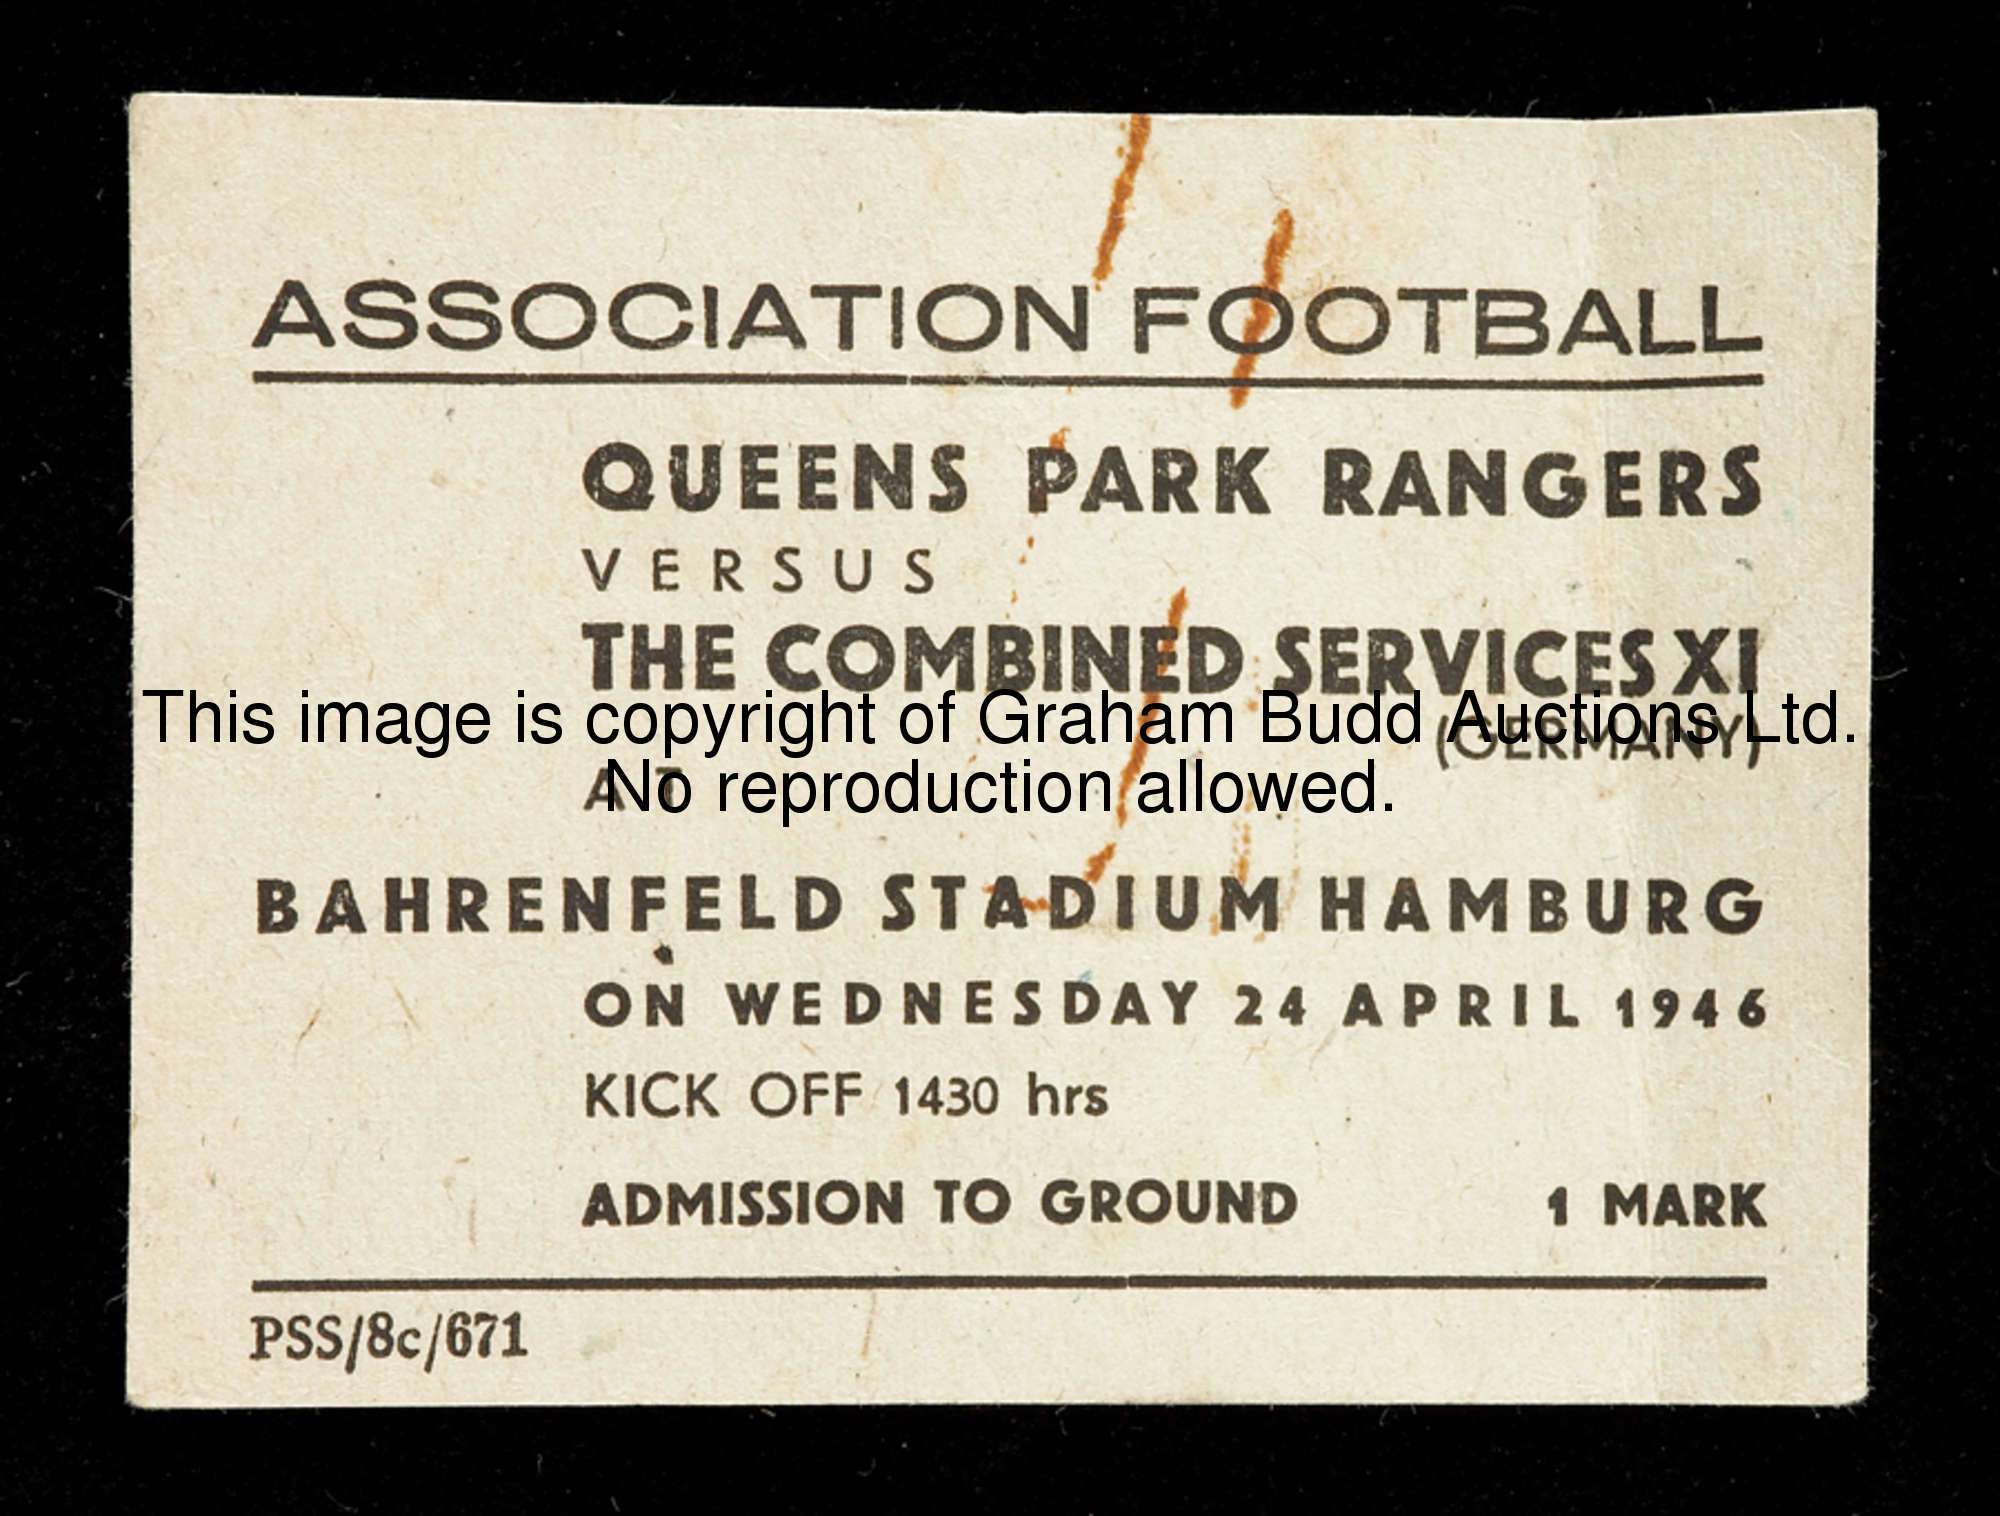 ASSOCIATION FOOTBALL
QUEENS PARK RANGERS
VERSUS
THE COMBINED SERVICES XI
(GERMANY)
This image is copyright of Graham Budd Auctions Ltd.
AT
No reproduction allowed.
BAHRENFELD STADIUM HAMBURG
ON WEDNESDAY 24 APRIL 1946
KICK OFF 1430 hrs
ADMISSION TO GROUND 1 MARK
PSS/8c/671